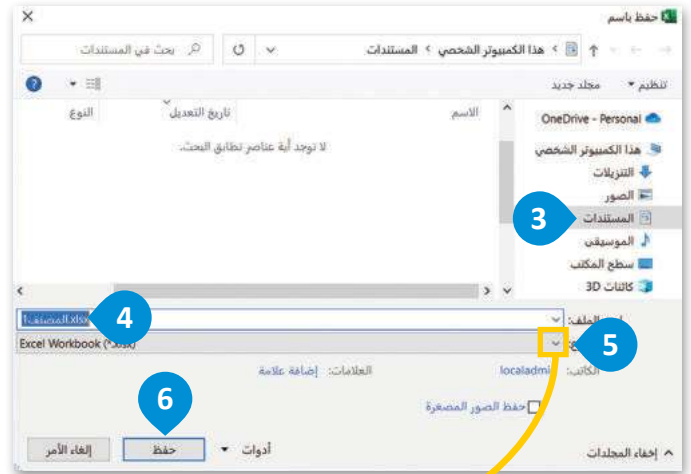 حفظ باسم
هذا الكمبيوتر الشخصي > المستندات
بحث في المستندات
تنظيم
مجلد جديد
OneDrive - Personal
هذا الكمبيوتر الشخصي
التنزيلات
الصور
المستندات
الموسيقى
سطح المكتب
كائنات 3D
الاسم
تاريخ التعديل
النوع
لا توجد أية عناصر تطابق البحث.
3
الملف:
المصنف1.xlsx
4
Excel Workbook
5
الكاتب:
العلامات: إضافة علامة
حفظ الصور المصغرة
6
إخفاء المجلدات
أدوات
حفظ
إلغاء الأمر